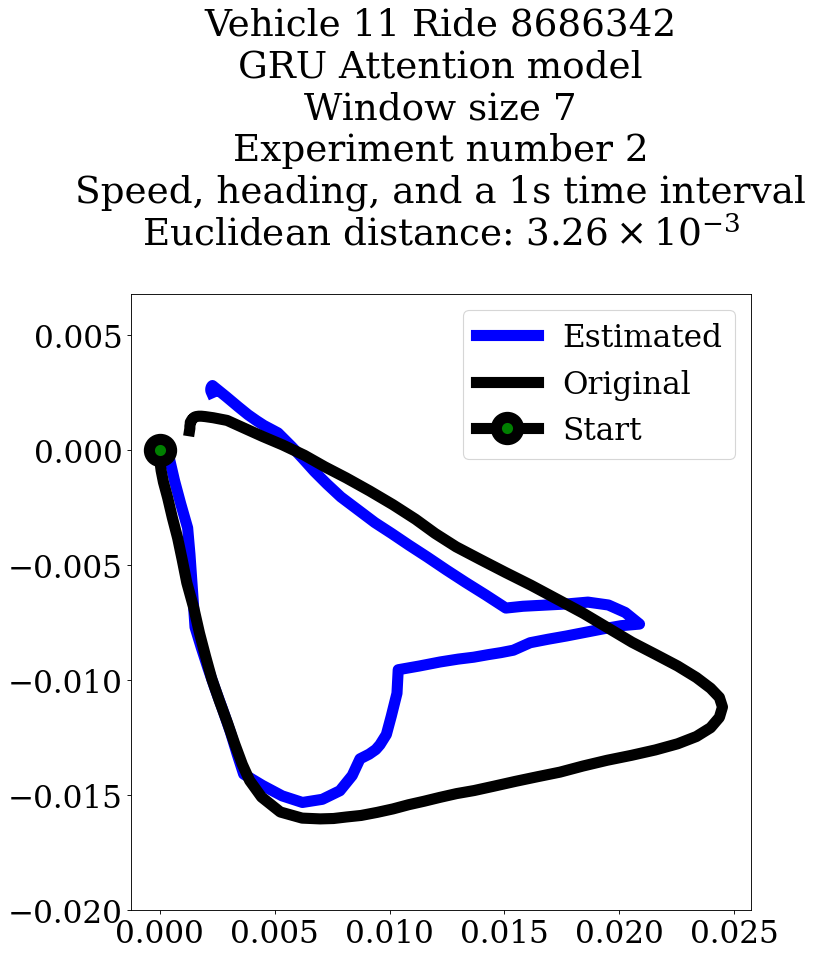 Vehicle 11 Ride 8686342
GRU Attention model
Window size 7
Experiment number 2
Speed, heading, and a 1s time interval
Euclidean distance: 3.26 × 10⁻³
Estimated
Original
Start
0.005
0.000
−0.005
−0.010
−0.015
−0.020
0.000 0.005 0.010 0.015 0.020 0.025